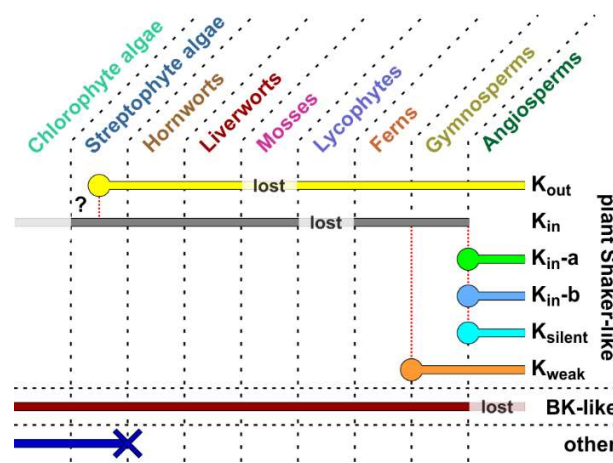 Chlorophyte algae
Streptophyte algae
Hornworts
Liverworts
Mosses
Lycophytes
Ferns
Gymnosperms
Angiosperms
lost
Kout
?
lost
Kin
Kin-a
Kin-b
Ksilent
Kweak
plant Shaker-like
lost
BK-like
other